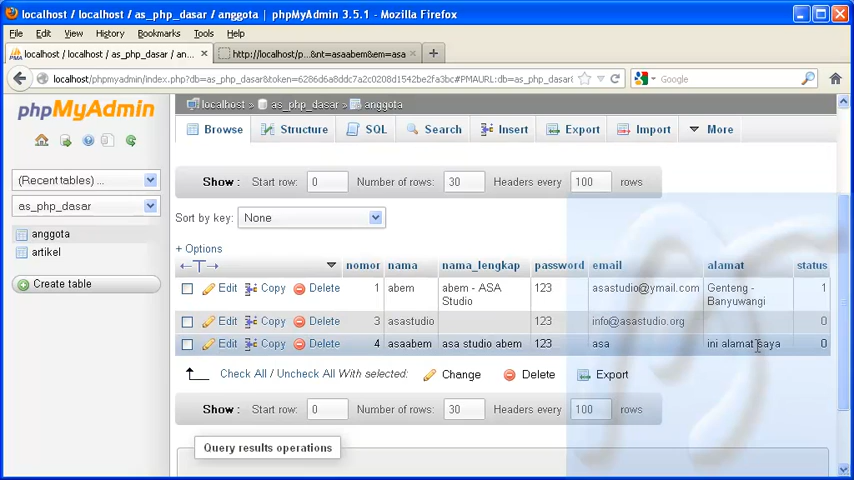 localhost / localhost / as_php_dasar / anggota | phpMyAdmin 3.5.1 - Mozilla Firefox
File Edit View History Bookmarks Tools Help
localhost / localhost / as_php_dasar / an... × http://localhost/p...&nt=asaabem&em=asa × +
localhost/phpmyadmin/index.php?db=as_php_dasar&token=6286d6a8ddc7a2c0208d1542be2fa3bc#PMAURL:db=as_php_dasar&
Google
phpMyAdmin
localhost » as_php_dasar » anggota
Browse Structure SQL Search Insert Export Import More
(Recent tables) ...
as_php_dasar
anggota
artikel
Create table
Show : Start row: 0 Number of rows: 30 Headers every 100 rows
Sort by key: None
+ Options
←T→ nomor nama nama_lengkap password email alamat status
Edit Copy Delete 1 abem abem - ASA Studio 123 asastudio@ymail.com Genteng - Banyuwangi 1
Edit Copy Delete 3 asastudio 123 info@asastudio.org 0
Edit Copy Delete 4 asaabem asa studio abem 123 asa ini alamat saya 0
Check All / Uncheck All With selected: Change Delete Export
Show : Start row: 0 Number of rows: 30 Headers every 100 rows
Query results operations